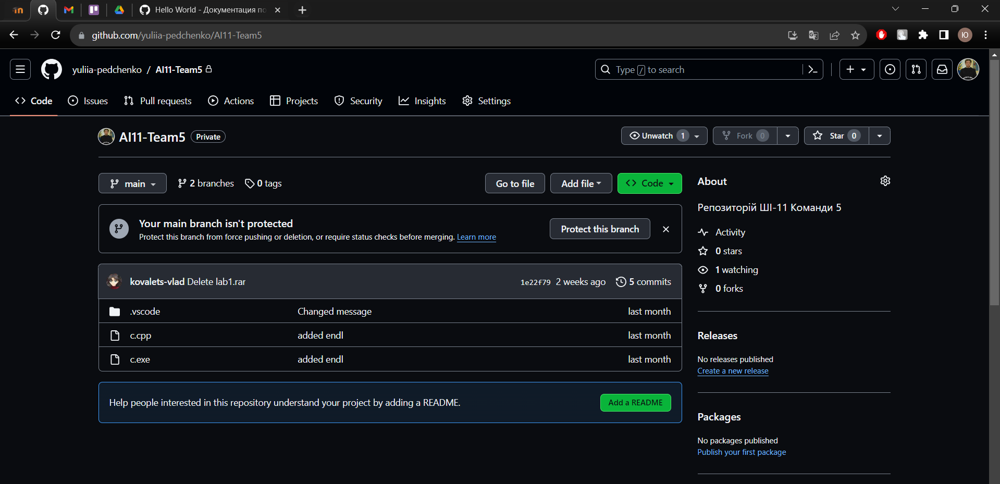 Hello World - Документация по
github.com/yuliia-pedchenko/AI11-Team5
Ю
yuliia-pedchenko / AI11-Team5
Type / to search
Code
Issues
Pull requests
Actions
Projects
Security
Insights
Settings
AI11-Team5 Private
Unwatch 1
Fork 0
Star 0
main
2 branches
0 tags
Go to file
Add file
Code
Your main branch isn't protected
Protect this branch from force pushing or deletion, or require status checks before merging. Learn more
Protect this branch
kovalets-vlad Delete lab1.rar
1e22f79 2 weeks ago
5 commits
.vscode
Changed message
last month
c.cpp
added endl
last month
c.exe
added endl
last month
Help people interested in this repository understand your project by adding a README.
Add a README
About
Репозиторій ШІ-11 Команди 5
Activity
0 stars
1 watching
0 forks
Releases
No releases published
Create a new release
Packages
No packages published
Publish your first package